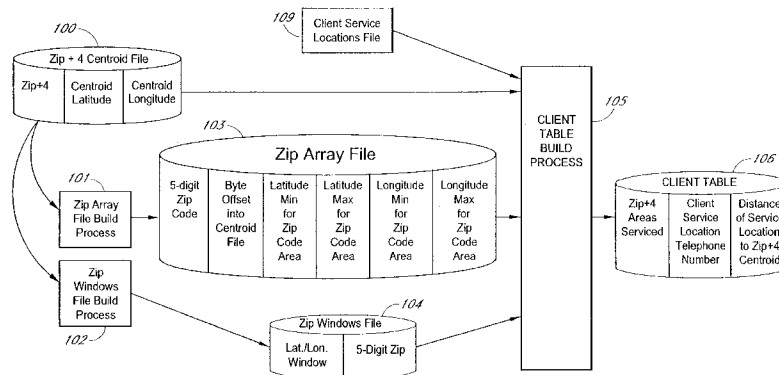 109
Client Service
Locations File
100
Zip + 4 Centroid File
Zip+4
Centroid
Latitude
Centroid
Longitude
103
Zip Array File
5-digit
Zip
Code
Byte
Offset
into
Centroid
File
Latitude
Min
for
Zip
Code
Area
Latitude
Max
for
Zip
Code
Area
Longitude
Min
for
Zip
Code
Area
Longitude
Max
for
Zip
Code
Area
101
Zip Array
File Build
Process
Zip
Windows
File Build
Process
102
104
Zip Windows File
Lat./Lon.
Window
5-Digit Zip
105
CLIENT
TABLE
BUILD
PROCESS
106
CLIENT TABLE
Zip+4
Areas
Serviced
Client
Service
Location
Telephone
Number
Distance
of Service
Location
to Zip+4
Centroid